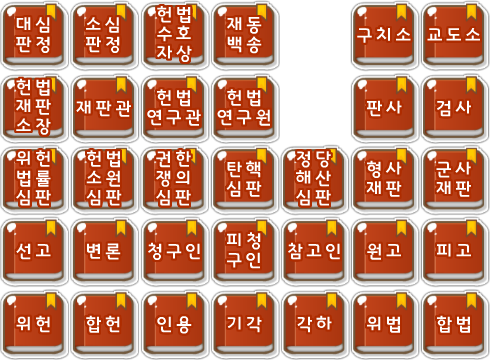 대심 판정
소심 판정
헌법 수호 자상
재동 백송
구치소
교도소
헌법 재판 소장
재판관
헌법 연구관
헌법 연구원
판사
검사
위헌 법률 심판
헌법 소원 심판
권한 쟁의 심판
탄핵 심판
정당 해산 심판
형사 재판
군사 재판
선고
변론
청구인
피청 구인
참고인
원고
피고
위헌
합헌
인용
기각
각하
위법
합법